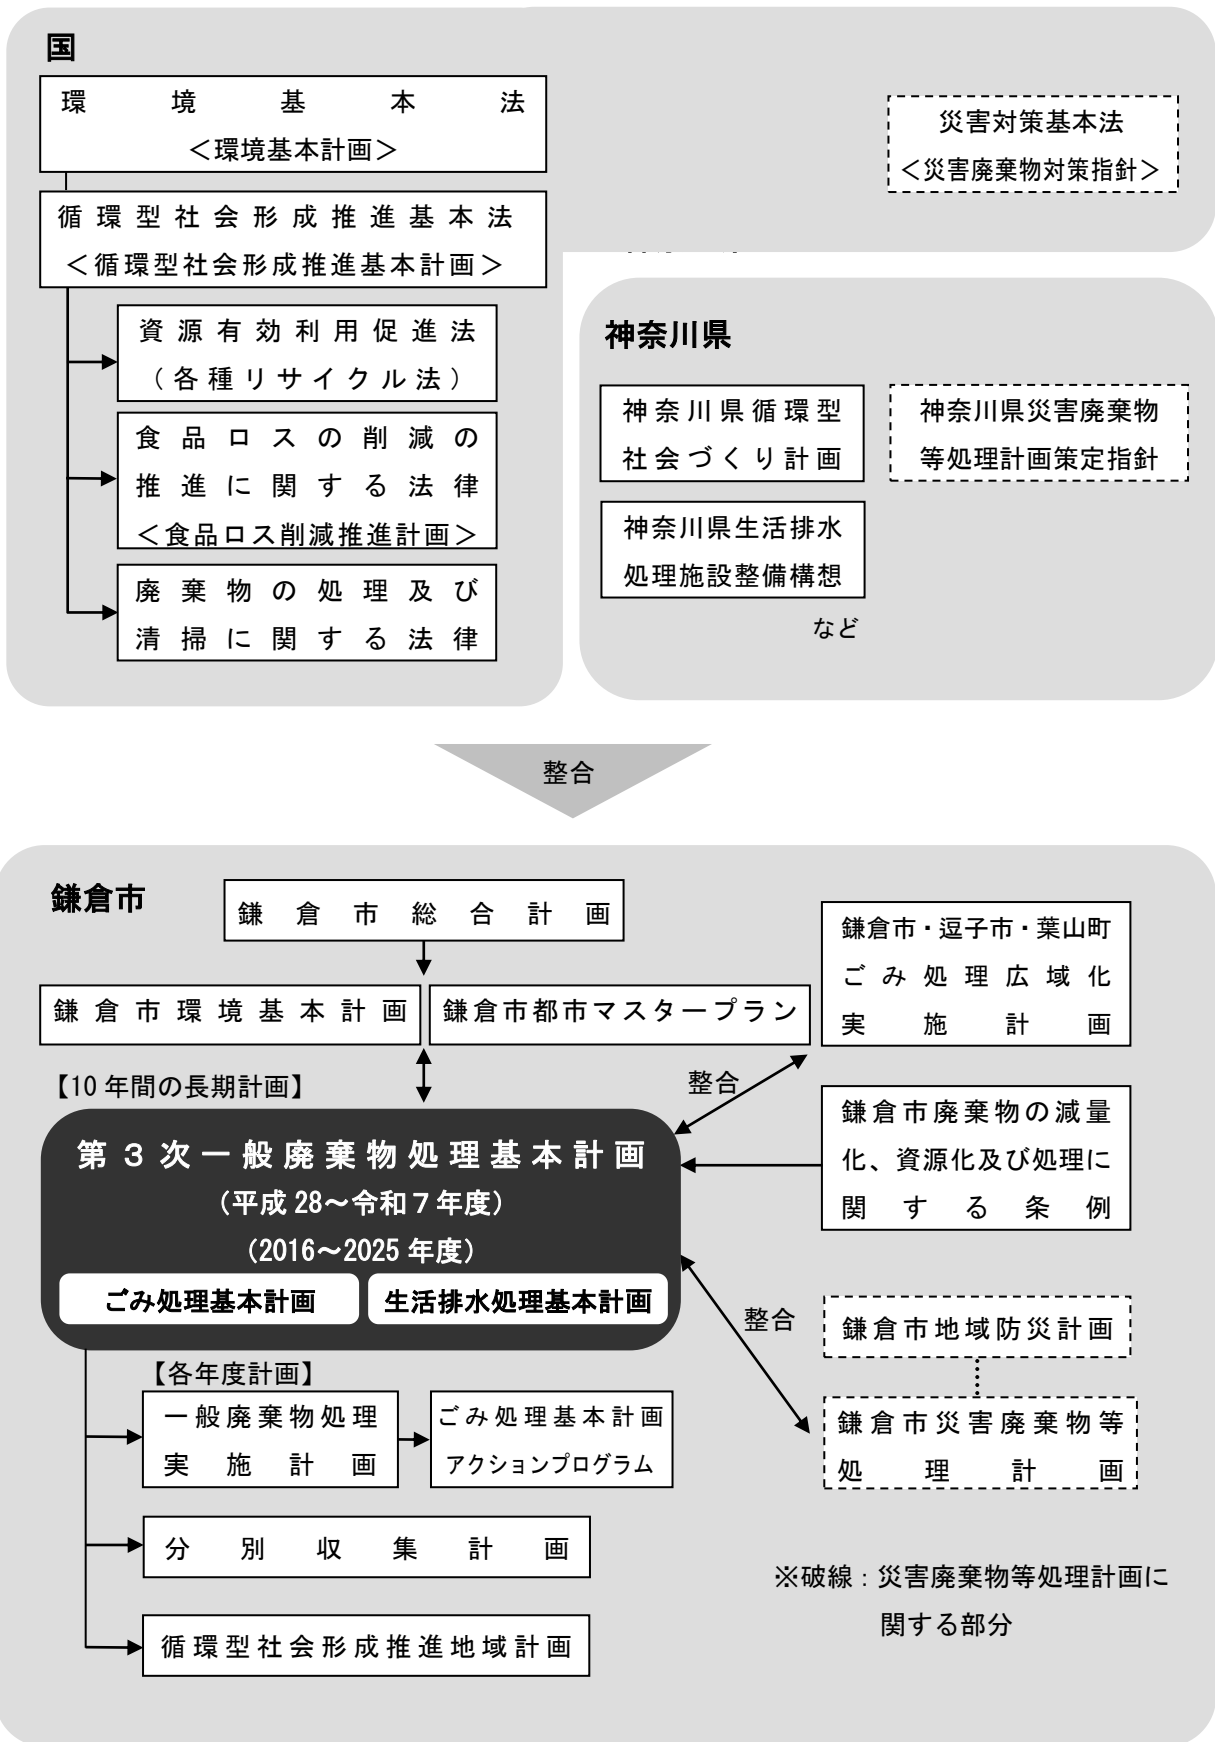 国
環境基本法
＜環境基本計画＞
循環型社会形成推進基本法
＜循環型社会形成推進基本計画＞
資源有効利用促進法
（各種リサイクル法）
食品ロスの削減の
推進に関する法律
＜食品ロス削減推進計画＞
廃棄物の処理及び
清掃に関する法律
災害対策基本法
＜災害廃棄物対策指針＞
神奈川県
神奈川県循環型
社会づくり計画
神奈川県災害廃棄物
等処理計画策定指針
神奈川県生活排水
処理施設整備構想
など
整合
鎌倉市
鎌倉市総合計画
鎌倉市環境基本計画
鎌倉市都市マスタープラン
鎌倉市・逗子市・葉山町
ごみ処理広域化
実施計画
【10年間の長期計画】
整合
第３次一般廃棄物処理基本計画
（平成28～令和７年度）
（2016～2025年度）
ごみ処理基本計画
生活排水処理基本計画
鎌倉市廃棄物の減量
化、資源化及び処理に
関する条例
整合
鎌倉市地域防災計画
鎌倉市災害廃棄物等
処理計画
【各年度計画】
一般廃棄物処理
実施計画
ごみ処理基本計画
アクションプログラム
分別収集計画
循環型社会形成推進地域計画
※破線：災害廃棄物等処理計画に
関する部分